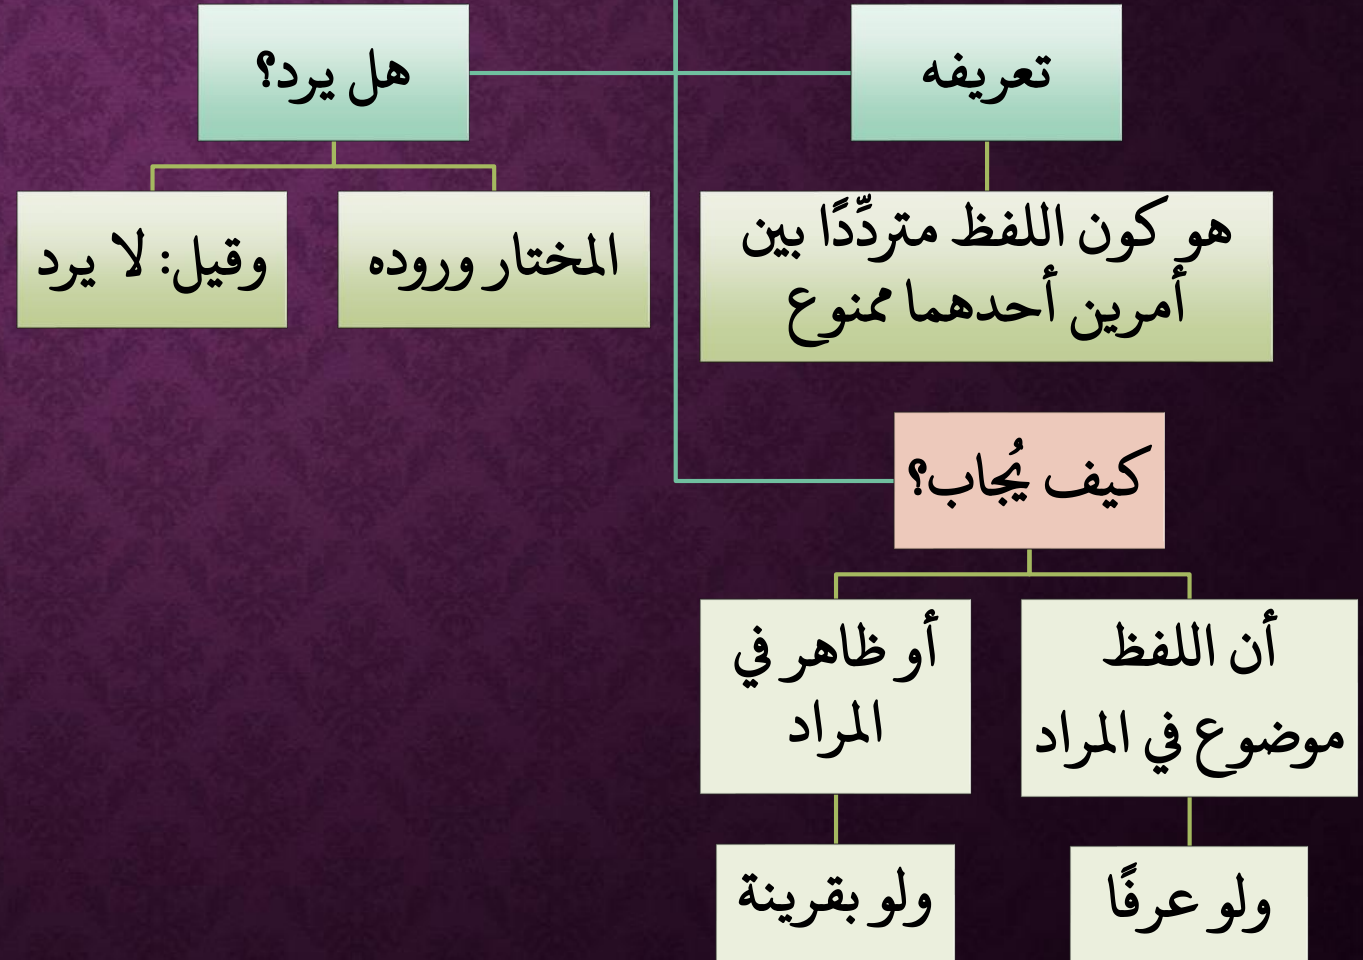 تعريفه
هل يرد؟
هو كون اللفظ متردِّدًا بين
أمرين أحدهما ممنوع
المختار وروده
وقيل: لا يرد
كيف يُجاب؟
أن اللفظ
موضوع في المراد
أو ظاهر في
المراد
ولو عرفًا
ولو بقرينة